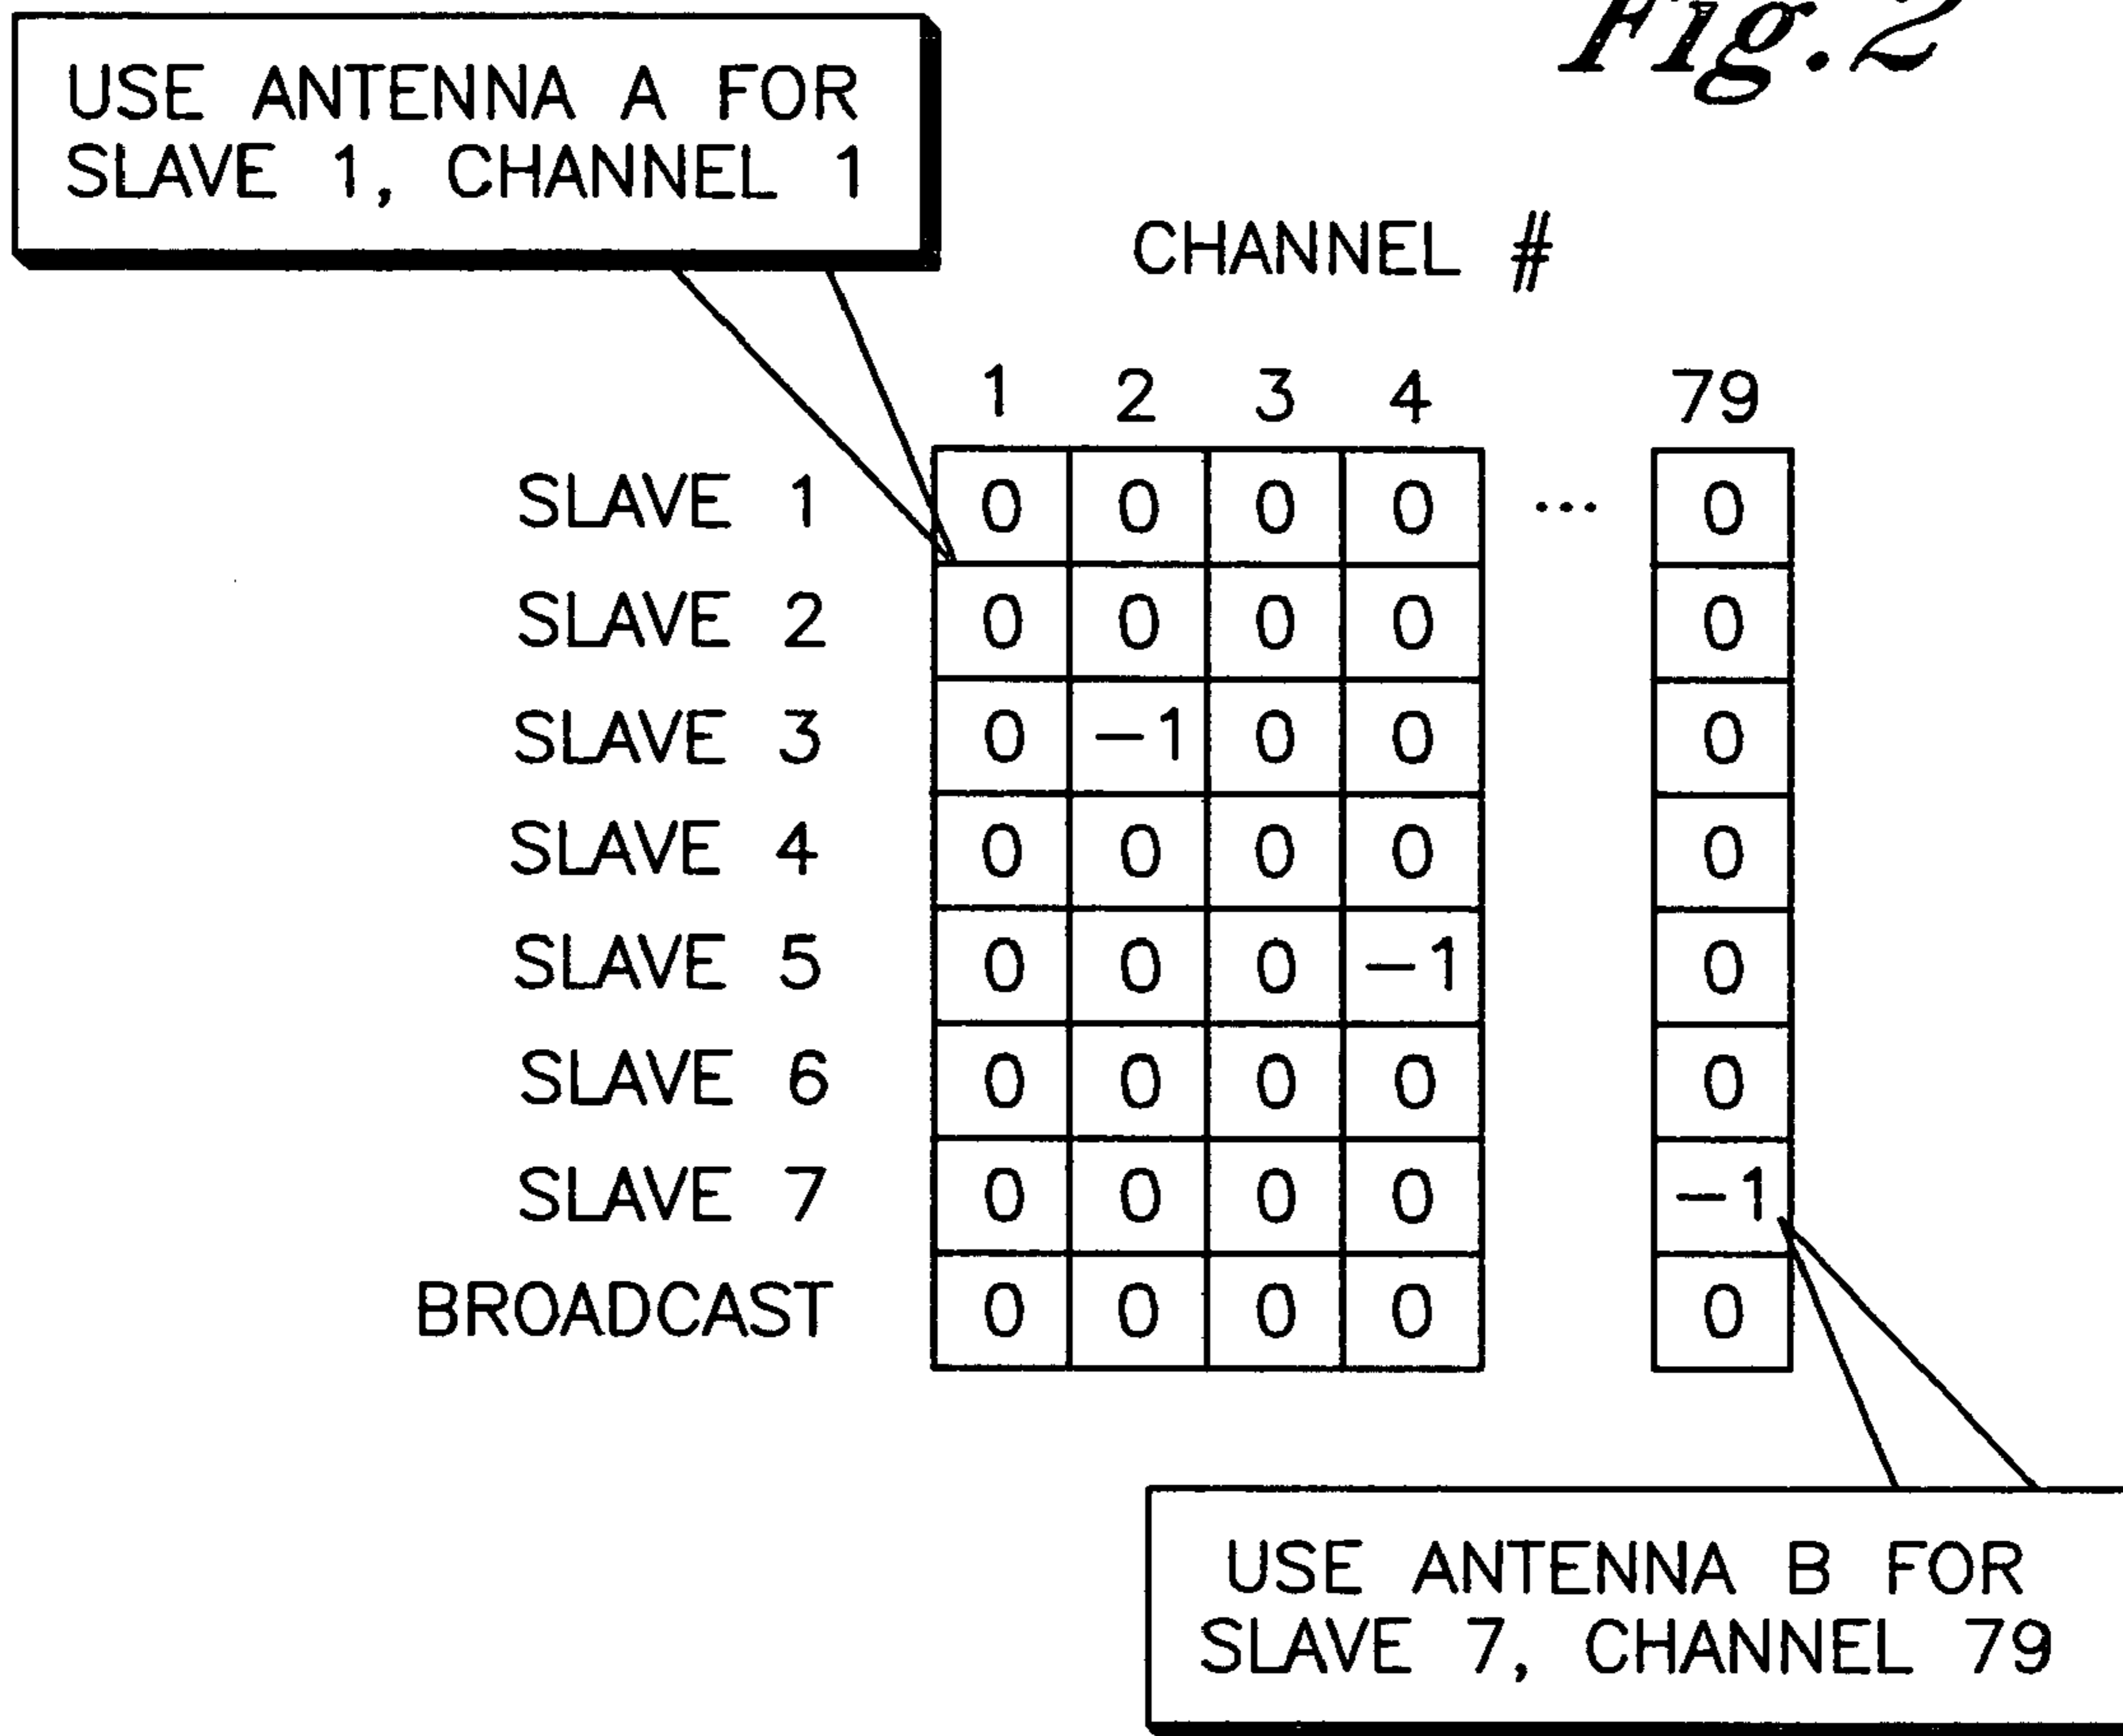 Fig. 2
USE ANTENNA A FOR
SLAVE 1, CHANNEL 1
CHANNEL #
1 2 3 4 79
SLAVE 1 0 0 0 0 ... 0
SLAVE 2 0 0 0 0 0
SLAVE 3 0 -1 0 0 0
SLAVE 4 0 0 0 0 0
SLAVE 5 0 0 0 -1 0
SLAVE 6 0 0 0 0 0
SLAVE 7 0 0 0 0 -1
BROADCAST 0 0 0 0 0
USE ANTENNA B FOR
SLAVE 7, CHANNEL 79